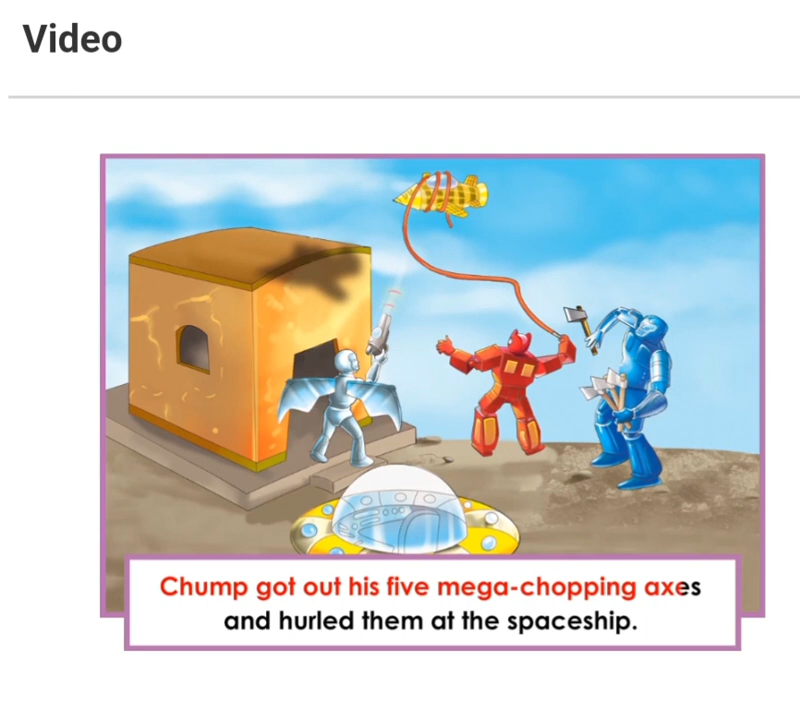 Video
Chump got out his five mega-chopping axes
and hurled them at the spaceship.